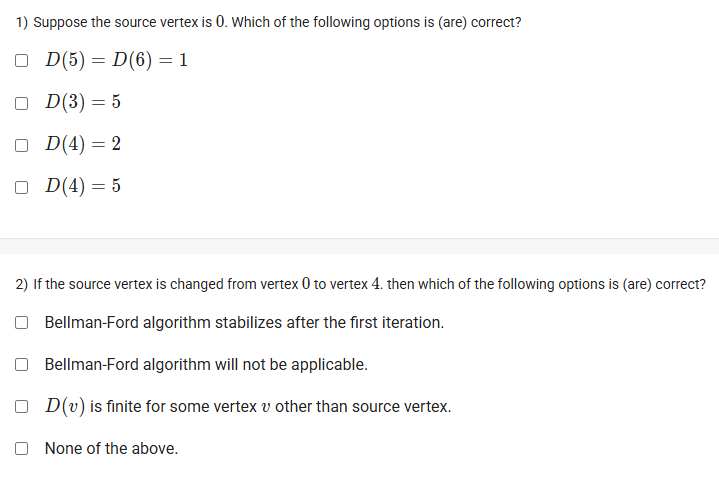 1) Suppose the source vertex is 0. Which of the following options is (are) correct?
D(5) = D(6) = 1
D(3) = 5
D(4) = 2
D(4) = 5
2) If the source vertex is changed from vertex 0 to vertex 4. then which of the following options is (are) correct?
Bellman-Ford algorithm stabilizes after the first iteration.
Bellman-Ford algorithm will not be applicable.
D(v) is finite for some vertex v other than source vertex.
None of the above.